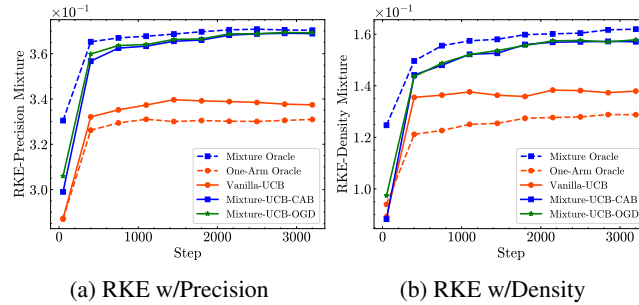 ×10⁻¹
3.6
3.3
3.0
RKE-Precision Mixture
Mixture Oracle
One-Arm Oracle
Vanilla-UCB
Mixture-UCB-CAB
Mixture-UCB-OGD
0 1000 2000 3000
Step
(a) RKE w/Precision
×10⁻¹
1.6
1.4
1.2
1.0
RKE-Density Mixture
Mixture Oracle
One-Arm Oracle
Vanilla-UCB
Mixture-UCB-CAB
Mixture-UCB-OGD
0 1000 2000 3000
Step
(b) RKE w/Density